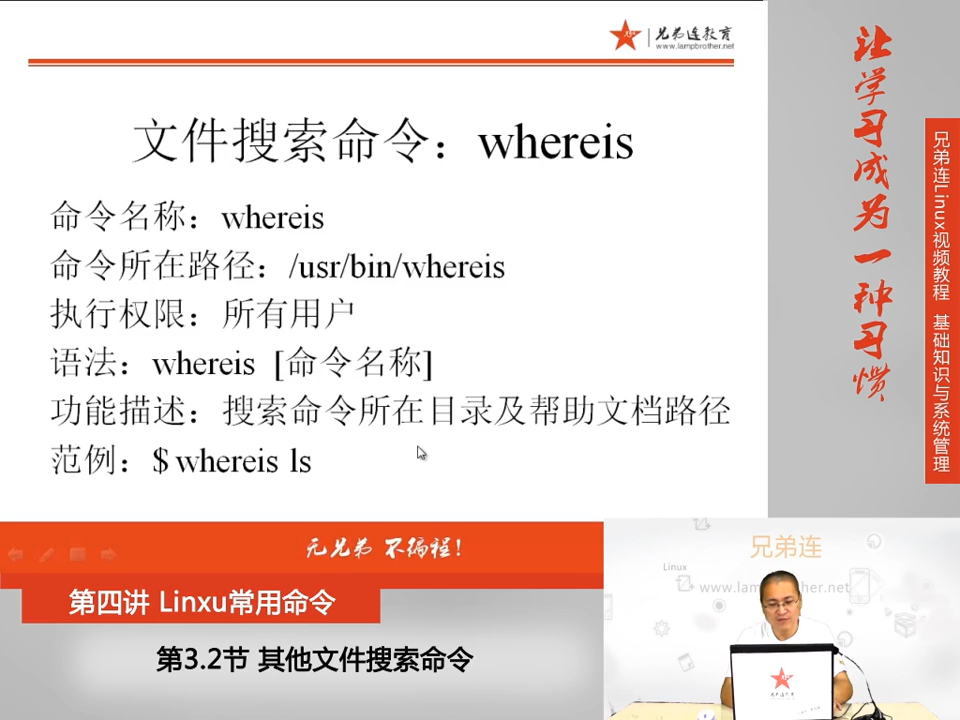 兄弟连教育
www.lampbrother.net
文件搜索命令：whereis
命令名称：whereis
命令所在路径：/usr/bin/whereis
执行权限：所有用户
语法：whereis [命令名称]
功能描述：搜索命令所在目录及帮助文档路径
范例：$ whereis ls
让学习成为一种习惯
兄弟连Linux视频教程 基础知识与系统管理
无兄弟 不编程！
第四讲 Linxu常用命令
第3.2节 其他文件搜索命令
兄弟连
Linux